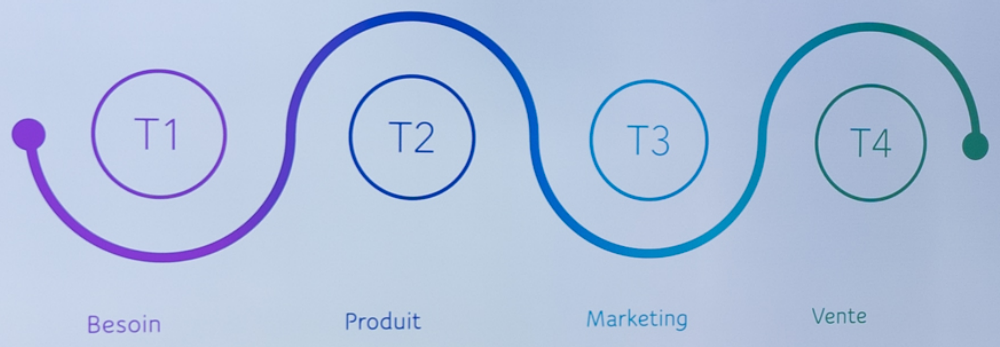 T1
T2
T3
T4
Besoin
Produit
Marketing
Vente